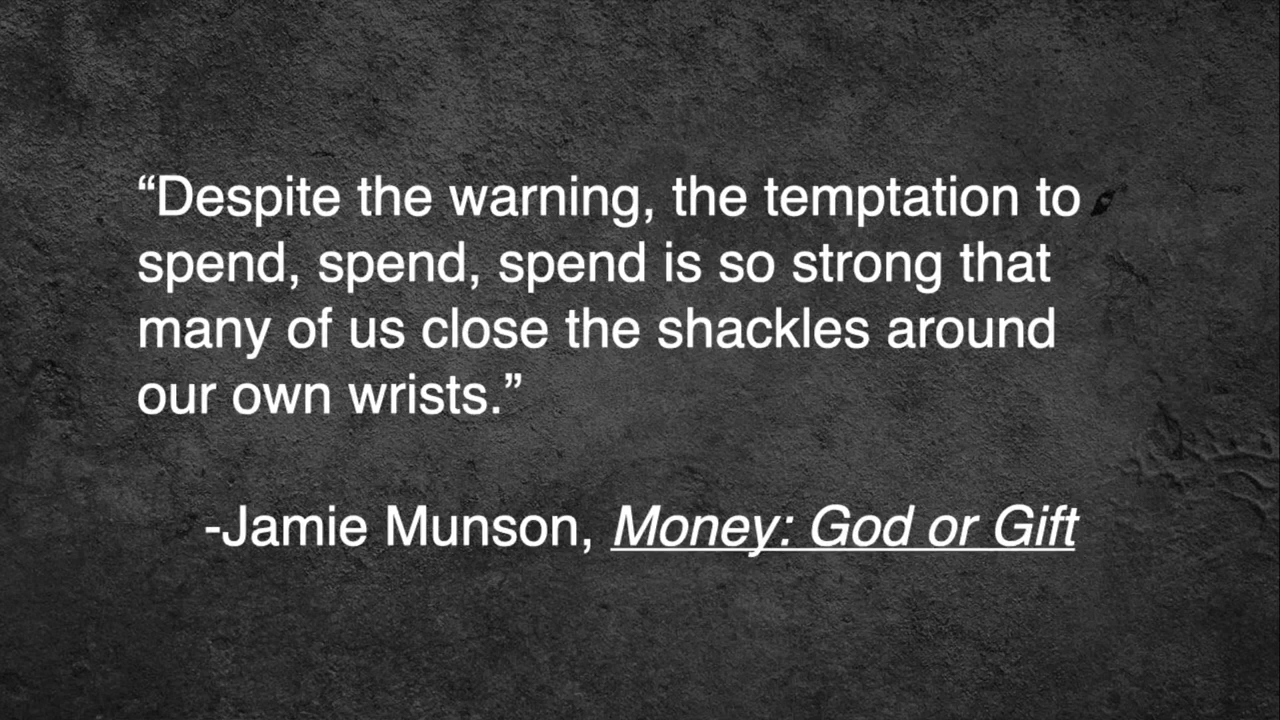 “Despite the warning, the temptation to
spend, spend, spend is so strong that
many of us close the shackles around
our own wrists.”
-Jamie Munson, Money: God or Gift